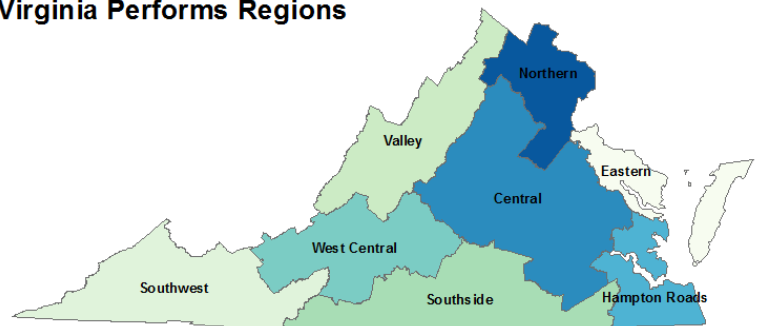 Virginia Performs Regions
Northern
Valley
Eastern
Central
West Central
Southwest
Southside
Hampton Roads